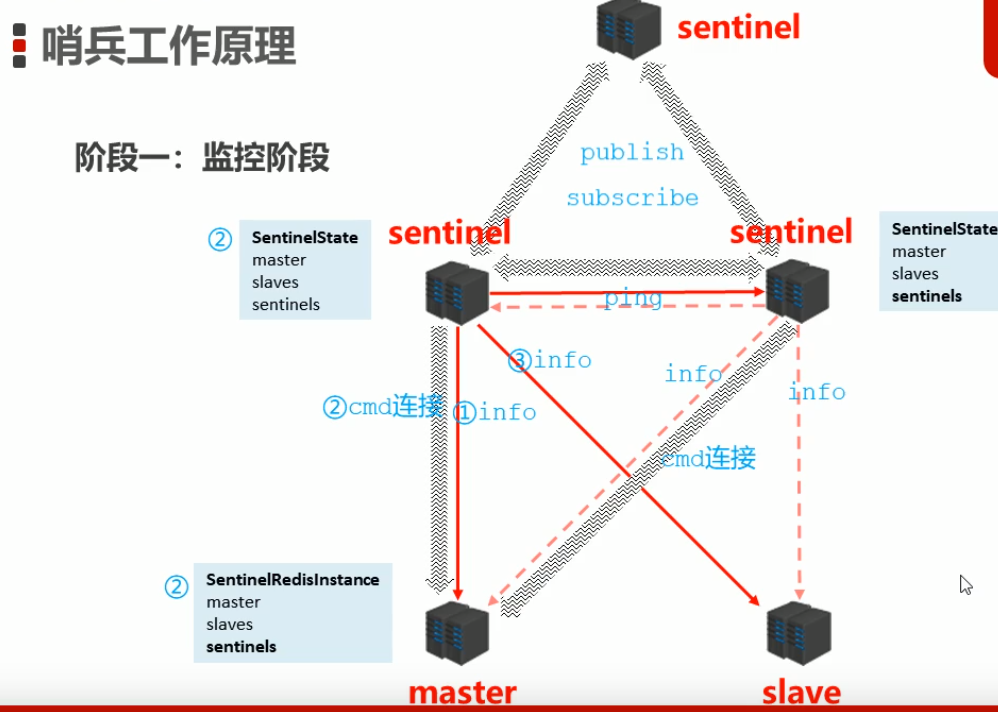 哨兵工作原理
sentinel
阶段一：监控阶段
publish
subscribe
②
SentinelState
master
slaves
sentinels
sentinel
sentinel
SentinelState
master
slaves
sentinels
ping
③info
info
info
②cmd连接
①info
cmd连接
②
SentinelRedisInstance
master
slaves
sentinels
master
slave